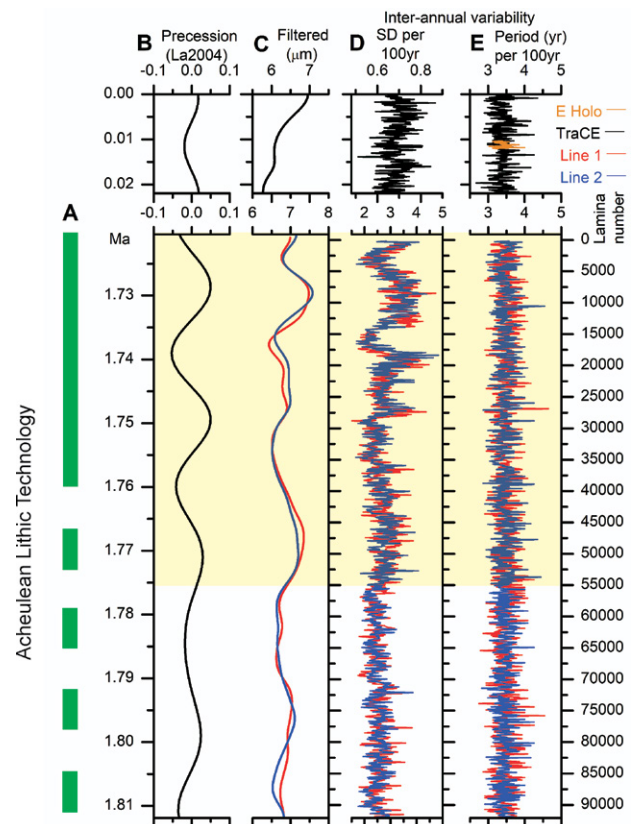 Inter-annual variability
B Precession (La2004)
C Filtered (μm)
D SD per 100yr
E Period (yr) per 100yr
-0.1 0.0 0.1
6 7
0.6 0.8
3 4 5
0.00
0.01
0.02
E Holo
TraCE
Line 1
Line 2
-0.1 0.0 0.1
6 7 8
2 3 4 5
3 4 5
Lamina number
A
Ma
1.73
1.74
1.75
1.76
1.77
1.78
1.79
1.80
1.81
0
5000
10000
15000
20000
25000
30000
35000
40000
45000
50000
55000
60000
65000
70000
75000
80000
85000
90000
Acheulean Lithic Technology